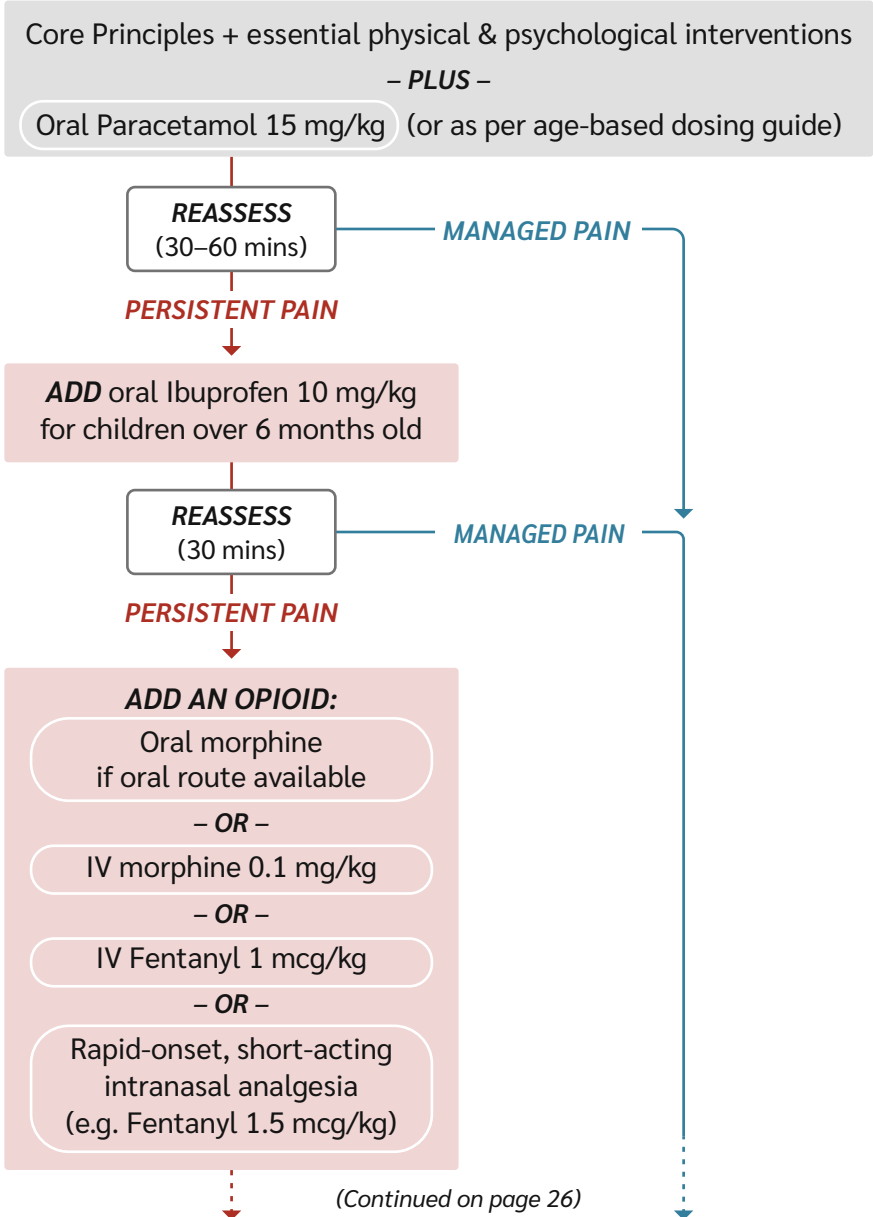 Core Principles + essential physical & psychological interventions
– PLUS –
Oral Paracetamol 15 mg/kg (or as per age-based dosing guide)
REASSESS
(30–60 mins)
MANAGED PAIN
PERSISTENT PAIN
ADD oral Ibuprofen 10 mg/kg
for children over 6 months old
REASSESS
(30 mins)
MANAGED PAIN
PERSISTENT PAIN
ADD AN OPIOID:
Oral morphine
if oral route available
– OR –
IV morphine 0.1 mg/kg
– OR –
IV Fentanyl 1 mcg/kg
– OR –
Rapid-onset, short-acting
intranasal analgesia
(e.g. Fentanyl 1.5 mcg/kg)
(Continued on page 26)